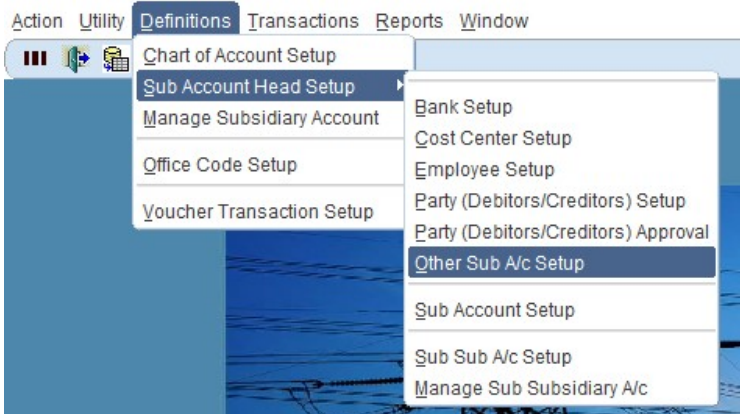 Action Utility Definitions Transactions Reports Window
Chart of Account Setup
Sub Account Head Setup
Manage Subsidiary Account
Office Code Setup
Voucher Transaction Setup
Bank Setup
Cost Center Setup
Employee Setup
Party (Debitors/Creditors) Setup
Party (Debitors/Creditors) Approval
Other Sub A/c Setup
Sub Account Setup
Sub Sub A/c Setup
Manage Sub Subsidiary A/c